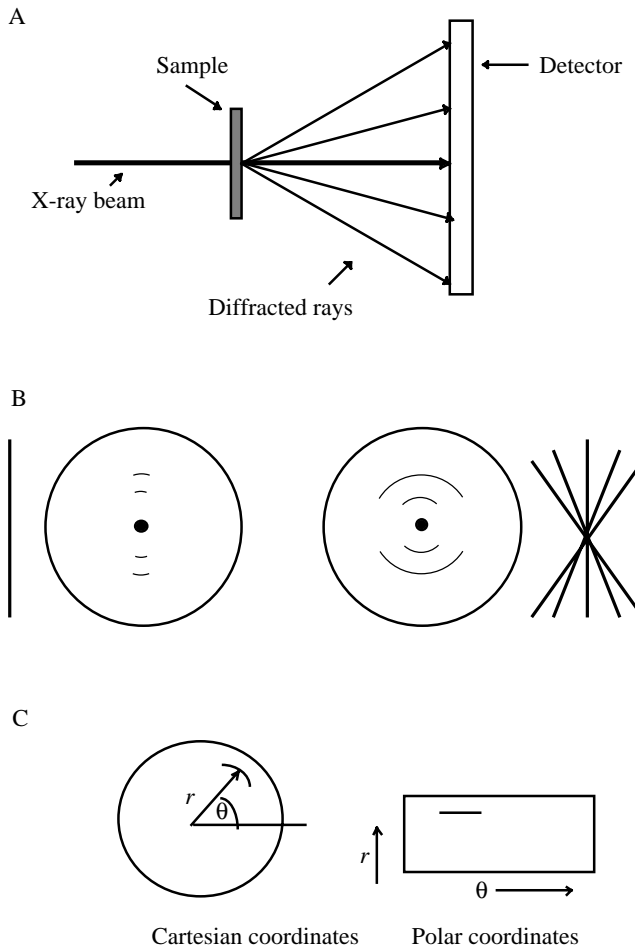 A
Sample
Detector
X-ray beam
Diffracted rays
B
C
r
θ
r
θ
Cartesian coordinates
Polar coordinates